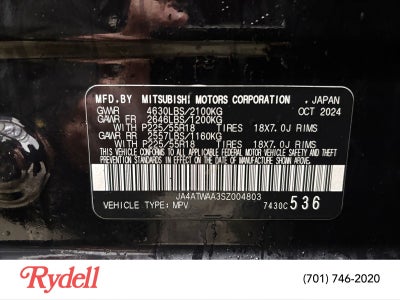 MFD.BY MITSUBISHI MOTORS CORPORATION , JAPAN
GVWR 4630LBS/2100KG OCT 2024
GAWR FR 2646LBS/1200KG
WITH P225/55R18 TIRES 18X7.0J RIMS
GAWR RR 2557LBS/1160KG
WITH P225/55R18 TIRES 18X7.0J RIMS
THIS VEHICLE CONFORMS TO ALL APPLICABLE FEDERAL
MOTOR VEHICLE SAFETY AND THEFT PREVENTION
STANDARDS IN EFFECT ON THE DATE OF MANUFACTURE
SHOWN ABOVE.
JA4ATWAA3SZ004803
VEHICLE TYPE: MPV 7430C536
Rydell (701) 746-2020